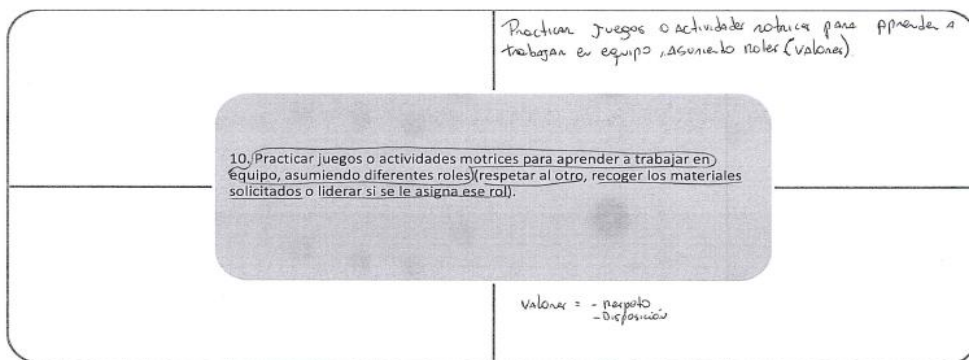 Practicar Juegos o actividades motrices para Aprender a
trabajar en equipo, asumiendo roles (valores)
10. Practicar juegos o actividades motrices para aprender a trabajar en
equipo, asumiendo diferentes roles (respetar al otro, recoger los materiales
solicitados o liderar si se le asigna ese rol).
Valores = - Respeto.
- Disposición